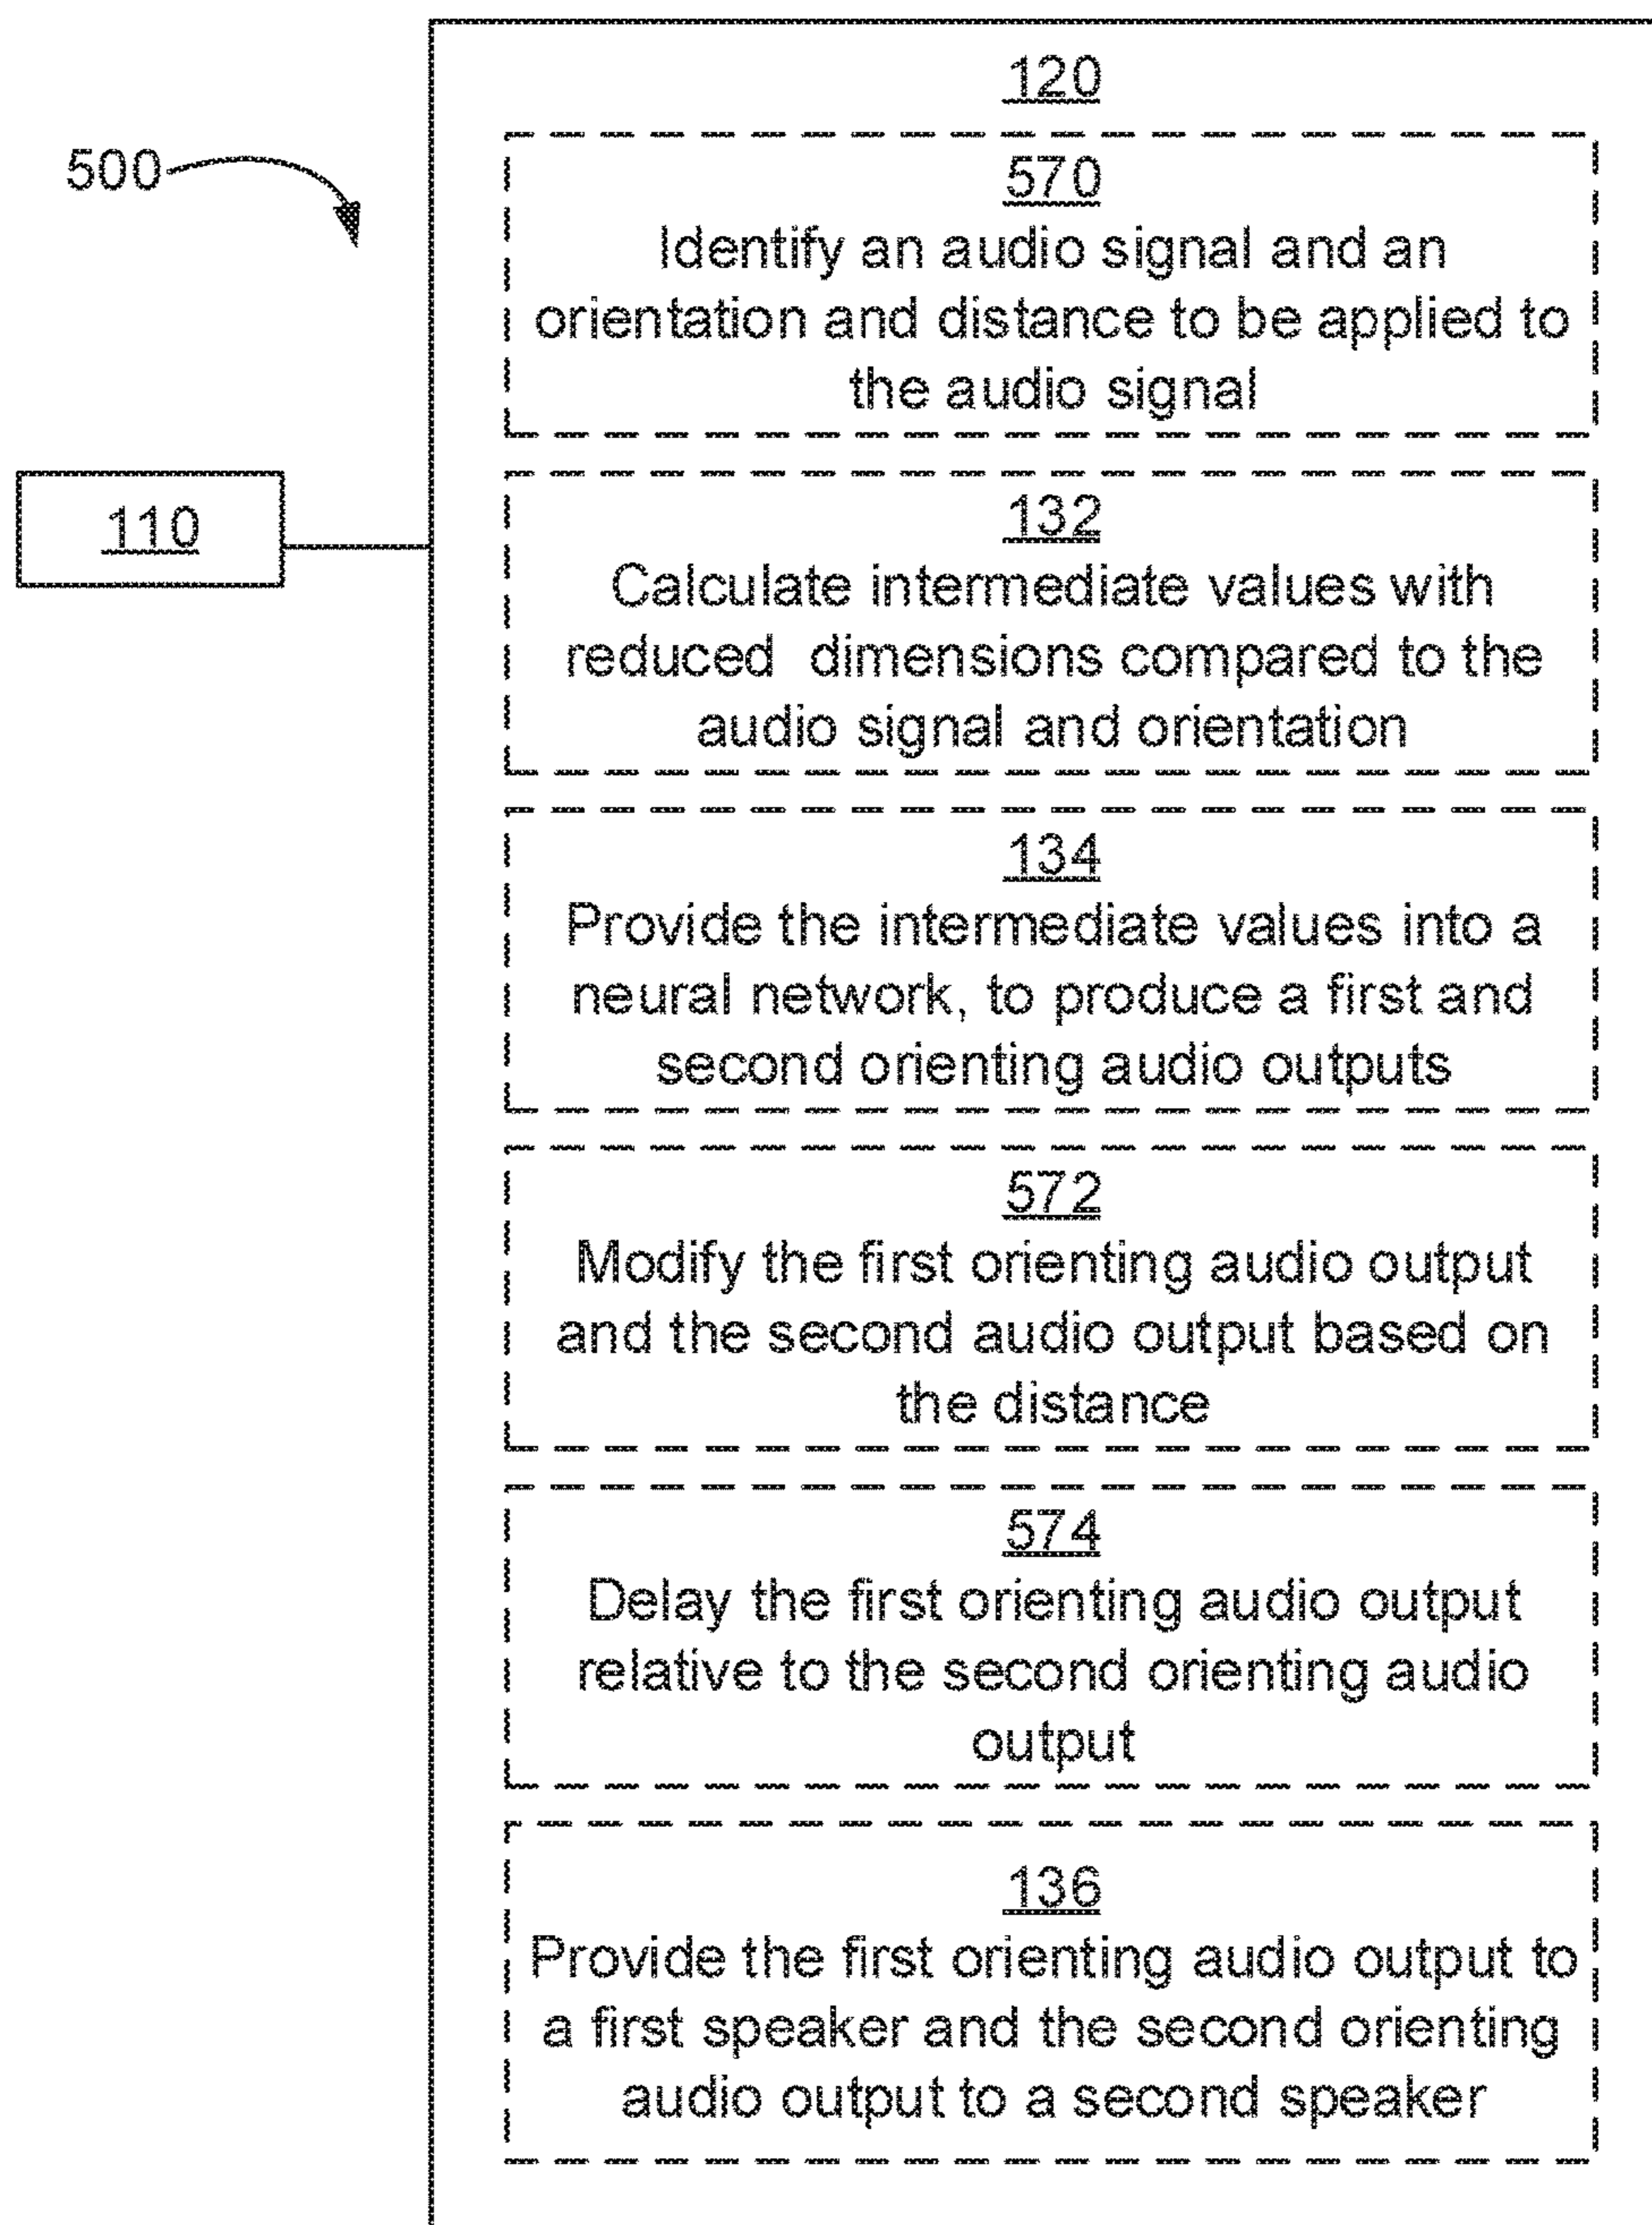 120
500
570
Identify an audio signal and an
orientation and distance to be applied to
the audio signal
110
132
Calculate intermediate values with
reduced dimensions compared to the
audio signal and orientation
134
Provide the intermediate values into a
neural network, to produce a first and
second orienting audio outputs
572
Modify the first orienting audio output
and the second audio output based on
the distance
574
Delay the first orienting audio output
relative to the second orienting audio
output
136
Provide the first orienting audio output to
a first speaker and the second orienting
audio output to a second speaker